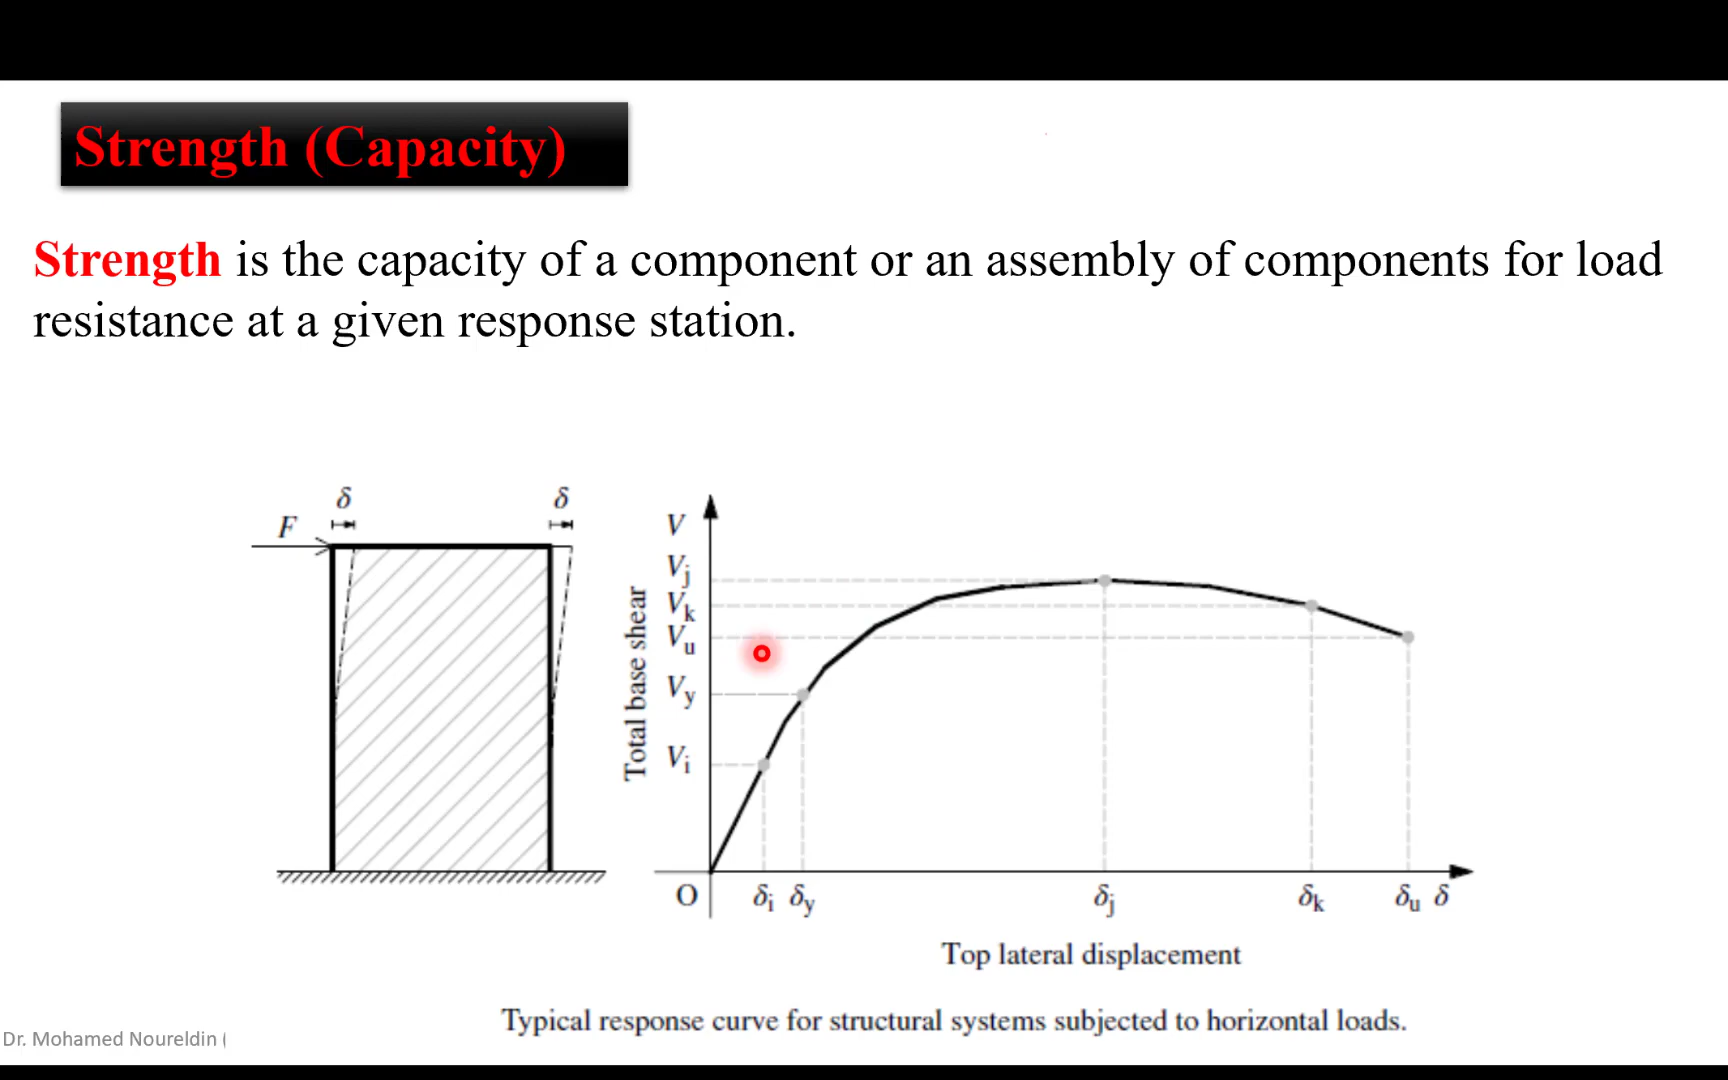 Strength (Capacity)
Strength is the capacity of a component or an assembly of components for load
resistance at a given response station.
δ δ
F
V
Vj
Vk
Vu
Vy
Vi
Total base shear
O δi δy δj δk δu δ
Top lateral displacement
Typical response curve for structural systems subjected to horizontal loads.
Dr. Mohamed Noureldin (